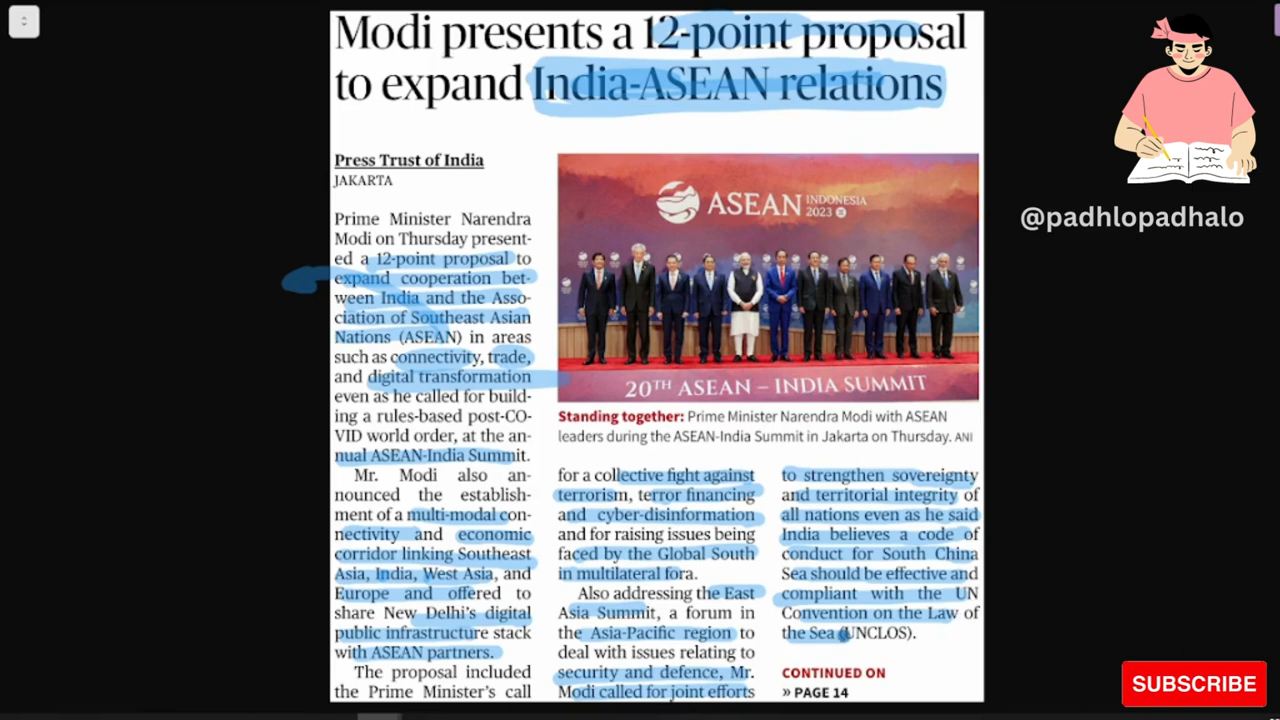 Modi presents a 12-point proposal
to expand India-ASEAN relations
Press Trust of India
JAKARTA
Prime Minister Narendra
Modi on Thursday present-
ed a 12-point proposal to
expand cooperation bet-
ween India and the Asso-
ciation of Southeast Asian
Nations (ASEAN) in areas
such as connectivity, trade,
and digital transformation
even as he called for build-
ing a rules-based post-CO-
VID world order, at the an-
nual ASEAN-India Summit.
Mr. Modi also an-
nounced the establish-
ment of a multi-modal con-
nectivity and economic
corridor linking Southeast
Asia, India, West Asia, and
Europe and offered to
share New Delhi's digital
public infrastructure stack
with ASEAN partners.
The proposal included
the Prime Minister's call
ASEAN INDONESIA
2023
20TH ASEAN – INDIA SUMMIT
Standing together: Prime Minister Narendra Modi with ASEAN
leaders during the ASEAN-India Summit in Jakarta on Thursday. ANI
for a collective fight against
terrorism, terror financing
and cyber-disinformation
and for raising issues being
faced by the Global South
in multilateral fora.
Also addressing the East
Asia Summit, a forum in
the Asia-Pacific region to
deal with issues relating to
security and defence, Mr.
Modi called for joint efforts
to strengthen sovereignty
and territorial integrity of
all nations even as he said
India believes a code of
conduct for South China
Sea should be effective and
compliant with the UN
Convention on the Law of
the Sea (UNCLOS).
CONTINUED ON
» PAGE 14
@padhlopadhalo
SUBSCRIBE